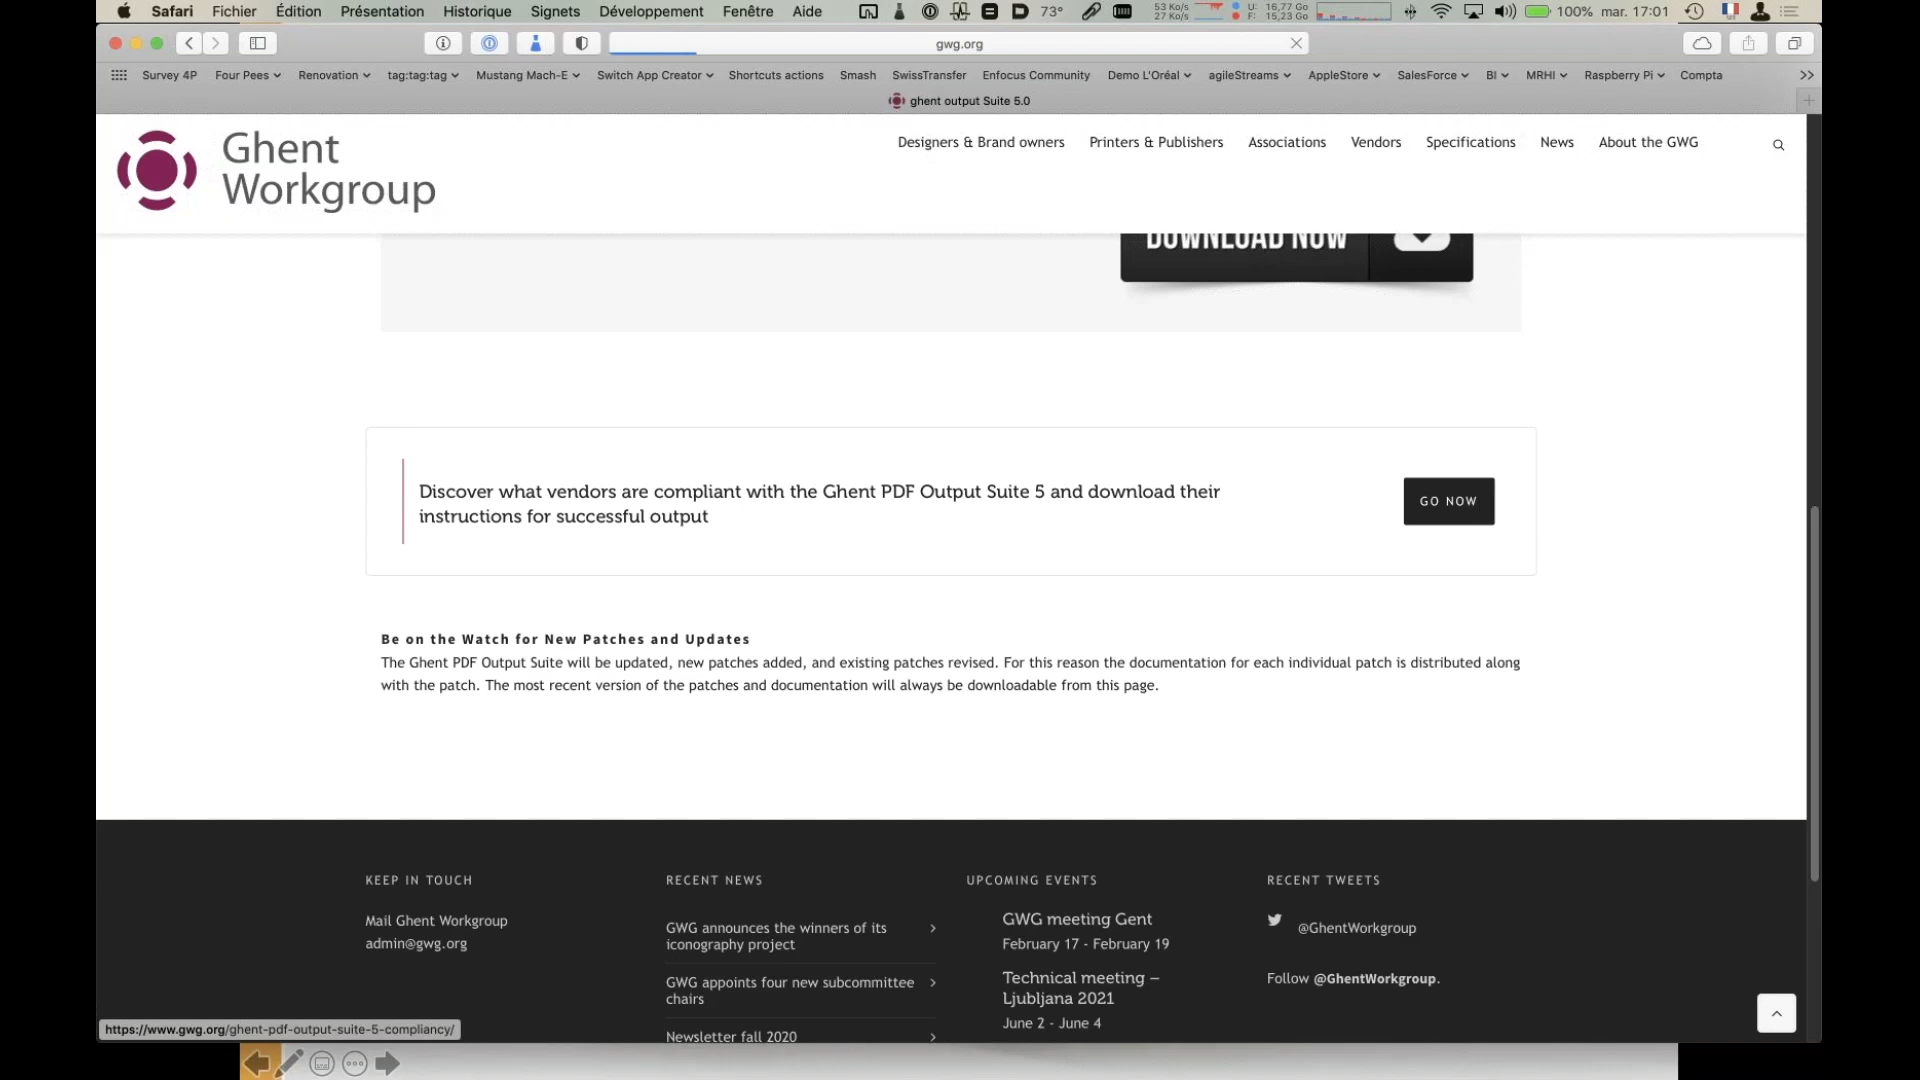 Safari Fichier Édition Présentation Historique Signets Développement Fenêtre Aide 73° 53 Ko/s 27 Ko/s U: 16,77 Go F: 15,23 Go 100% mar. 17:01
gwg.org
Survey 4P Four Pees Renovation tag:tag:tag Mustang Mach-E Switch App Creator Shortcuts actions Smash SwissTransfer Enfocus Community Demo L'Oréal agileStreams AppleStore SalesForce BI MRHI Raspberry Pi Compta
ghent output Suite 5.0
Ghent
Workgroup
Designers & Brand owners Printers & Publishers Associations Vendors Specifications News About the GWG
DOWNLOAD NOW
Discover what vendors are compliant with the Ghent PDF Output Suite 5 and download their
instructions for successful output
GO NOW
Be on the Watch for New Patches and Updates
The Ghent PDF Output Suite will be updated, new patches added, and existing patches revised. For this reason the documentation for each individual patch is distributed along
with the patch. The most recent version of the patches and documentation will always be downloadable from this page.
KEEP IN TOUCH
Mail Ghent Workgroup
admin@gwg.org
RECENT NEWS
GWG announces the winners of its
iconography project
GWG appoints four new subcommittee
chairs
Newsletter fall 2020
UPCOMING EVENTS
GWG meeting Gent
February 17 - February 19
Technical meeting –
Ljubljana 2021
June 2 - June 4
RECENT TWEETS
@GhentWorkgroup
Follow @GhentWorkgroup.
https://www.gwg.org/ghent-pdf-output-suite-5-compliancy/